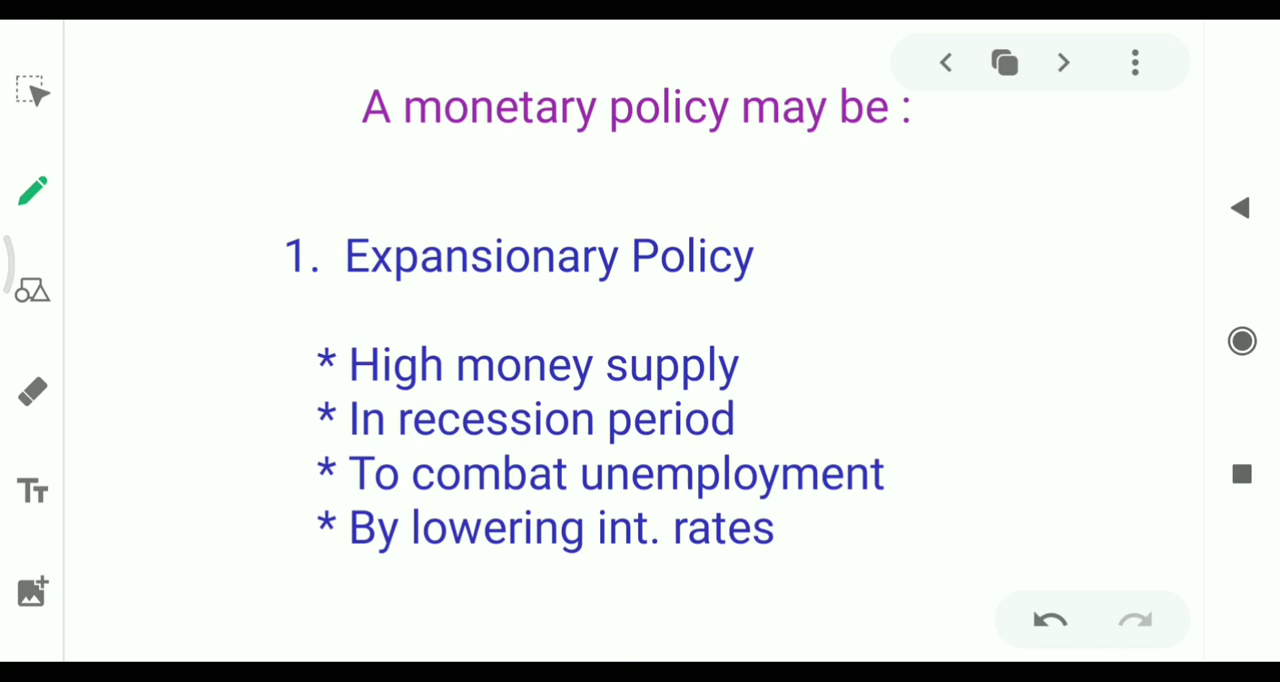 A monetary policy may be :
1. Expansionary Policy
* High money supply
* In recession period
* To combat unemployment
* By lowering int. rates